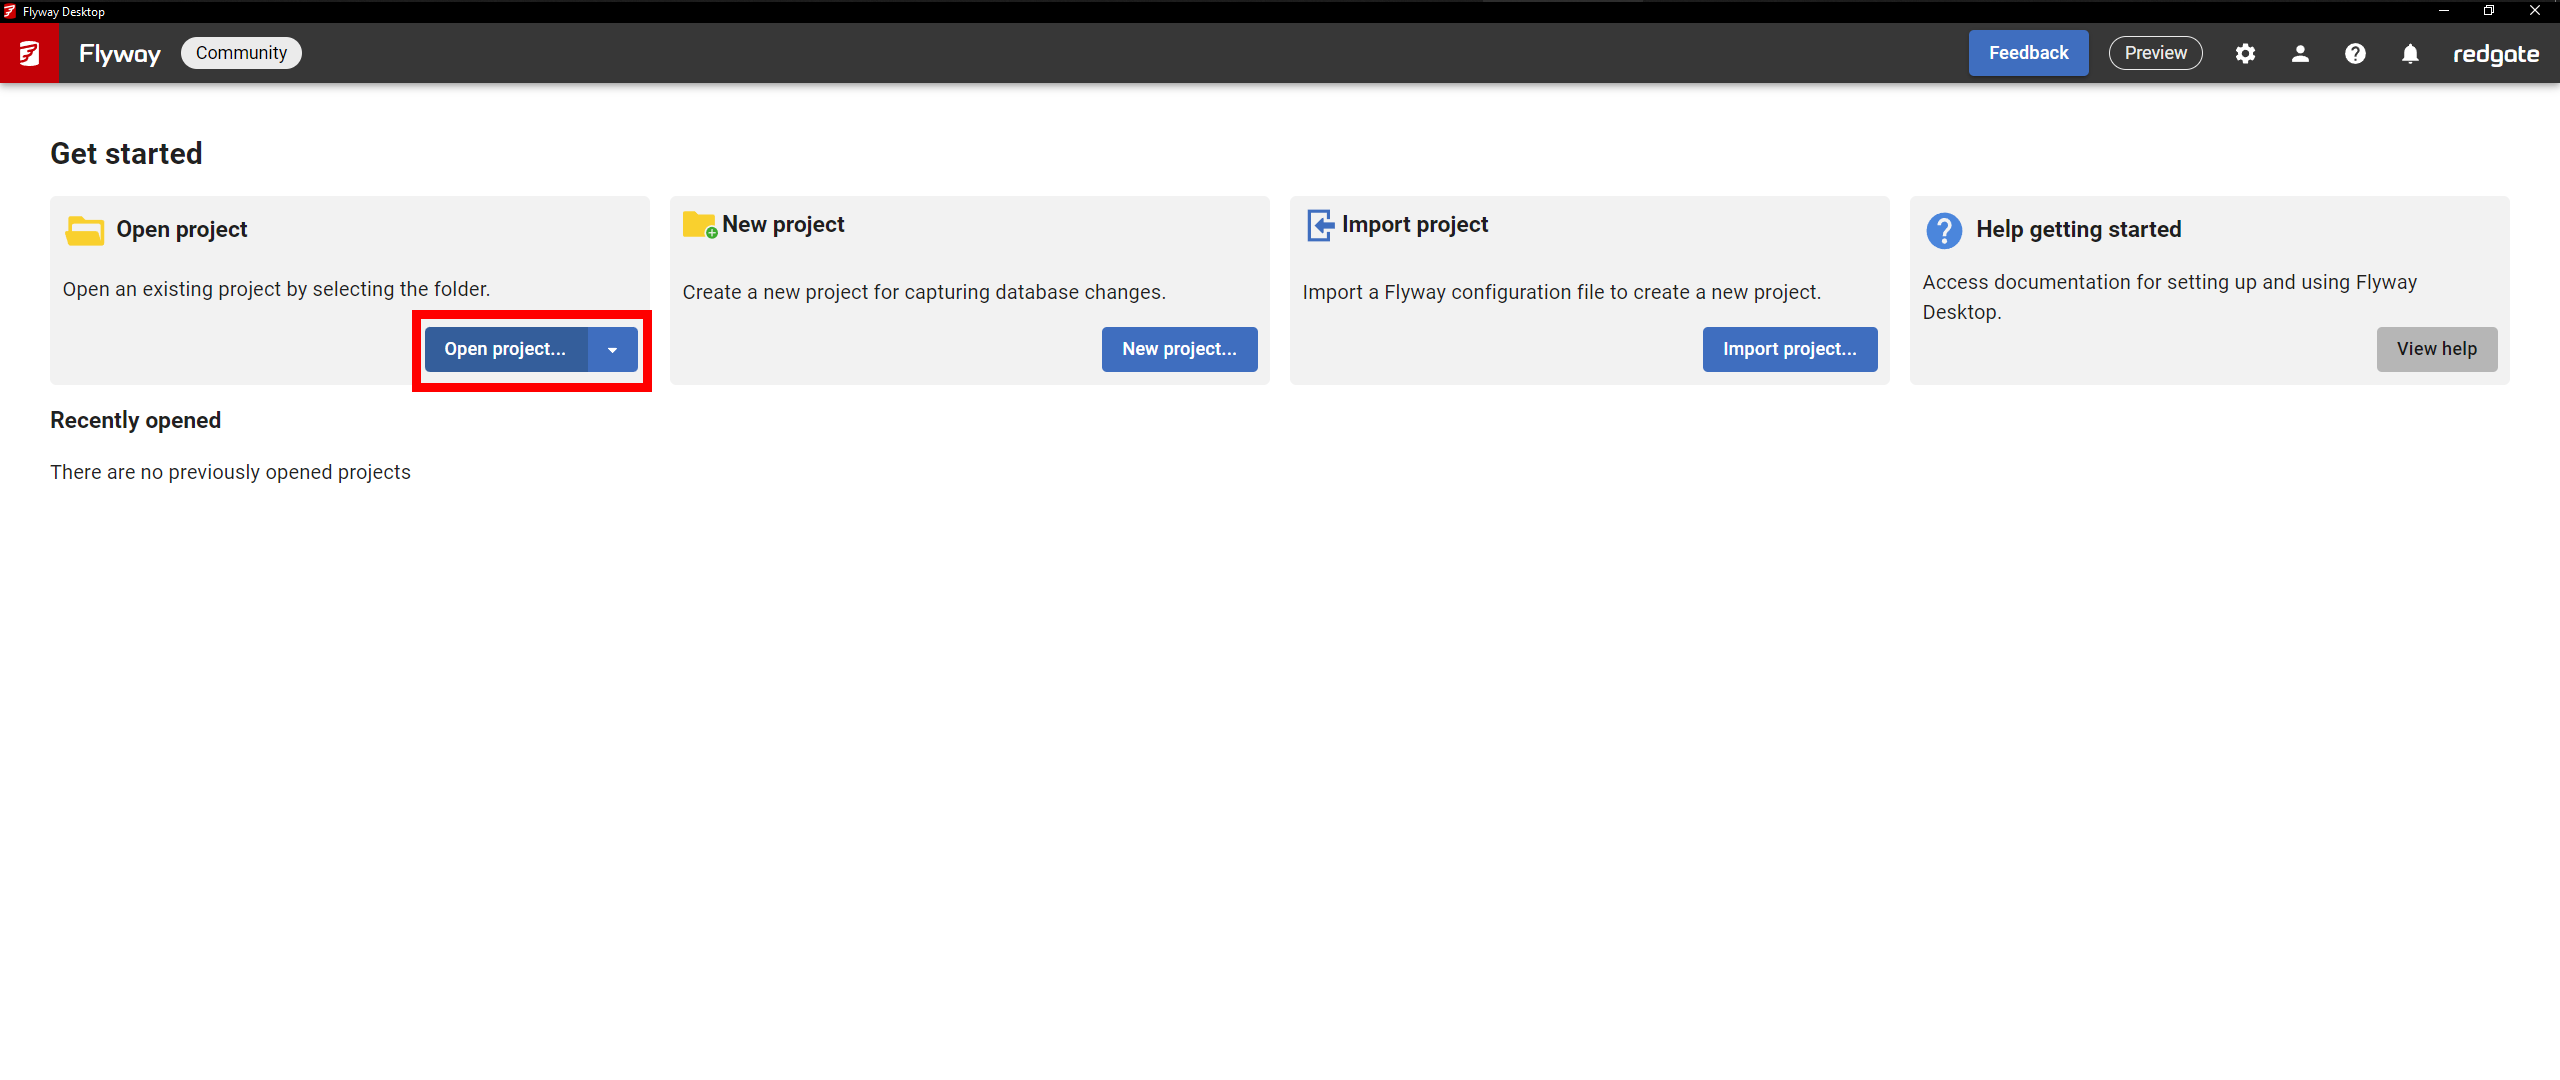 Flyway Desktop
Flyway Community Feedback Preview redgate
Get started
Open project
Open an existing project by selecting the folder.
Open project...
New project
Create a new project for capturing database changes.
New project...
Import project
Import a Flyway configuration file to create a new project.
Import project...
Help getting started
Access documentation for setting up and using Flyway
Desktop.
View help
Recently opened
There are no previously opened projects